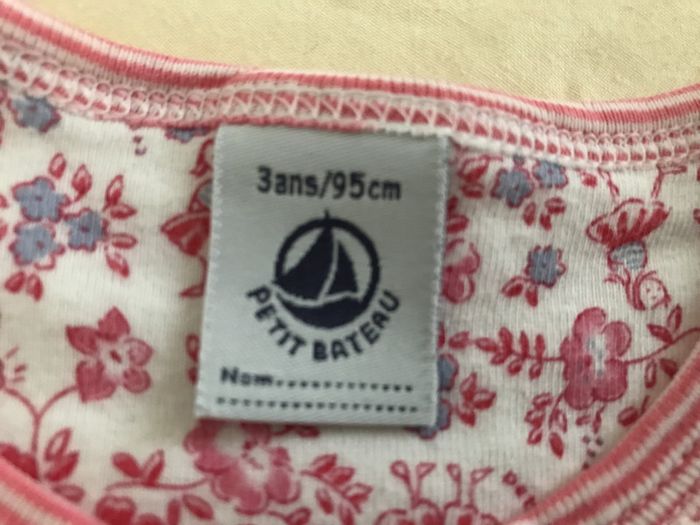 3ans/95cm
PETIT BATEAU
Nom..............
....................